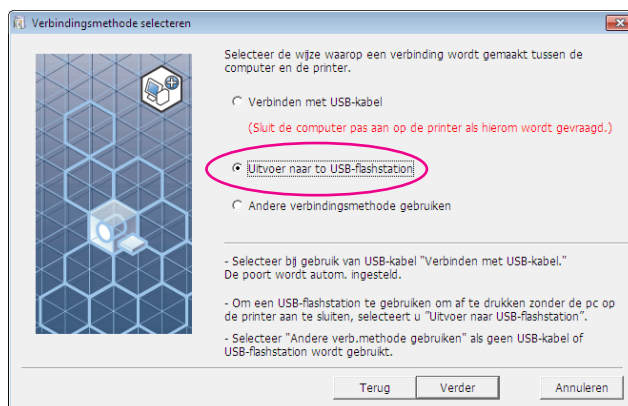 Verbindingsmethode selecteren
Selecteer de wijze waarop een verbinding wordt gemaakt tussen de
computer en de printer.
Verbinden met USB-kabel
(Sluit de computer pas aan op de printer als hierom wordt gevraagd.)
Uitvoer naar to USB-flashstation
Andere verbindingsmethode gebruiken
- Selecteer bij gebruik van USB-kabel "Verbinden met USB-kabel."
De poort wordt autom. ingesteld.
- Om een USB-flashstation te gebruiken om af te drukken zonder de pc op
de printer aan te sluiten, selecteert u "Uitvoer naar USB-flashstation".
- Selecteer "Andere verb.methode gebruiken" als geen USB-kabel of
USB-flashstation wordt gebruikt.
Terug Verder Annuleren